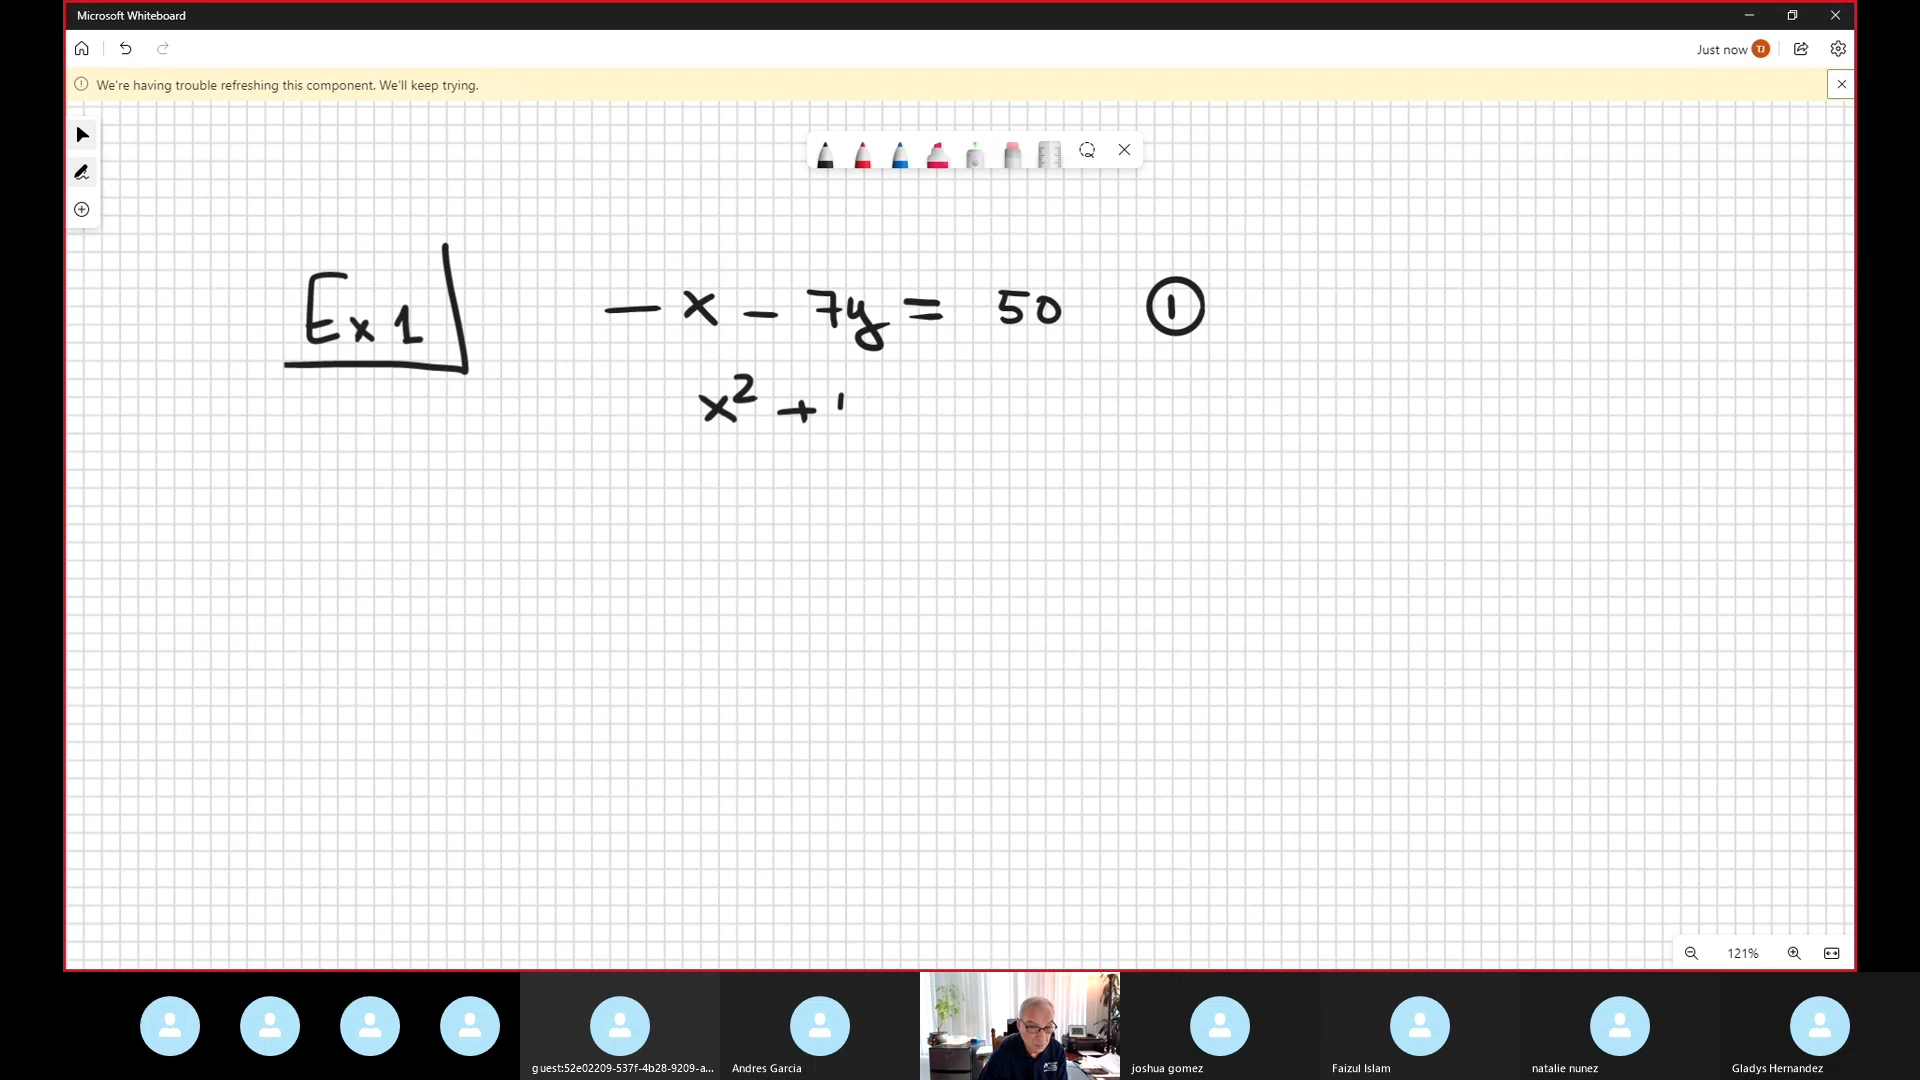 Microsoft Whiteboard
Just now TJ
We're having trouble refreshing this component. We'll keep trying.
Ex 1
— x – 7y = 50 ①
x² +
121%
guest:52e02209-537f-4b28-9209-a...
Andres Garcia
joshua gomez
Faizul Islam
natalie nunez
Gladys Hernandez